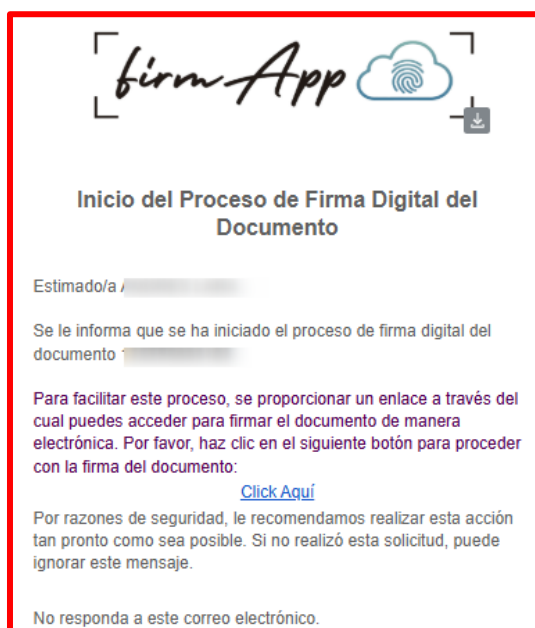 firmApp
Inicio del Proceso de Firma Digital del
Documento
Estimado/a
Se le informa que se ha iniciado el proceso de firma digital del
documento
Para facilitar este proceso, se proporcionar un enlace a través del
cual puedes acceder para firmar el documento de manera
electrónica. Por favor, haz clic en el siguiente botón para proceder
con la firma del documento:
Click Aquí
Por razones de seguridad, le recomendamos realizar esta acción
tan pronto como sea posible. Si no realizó esta solicitud, puede
ignorar este mensaje.
No responda a este correo electrónico.